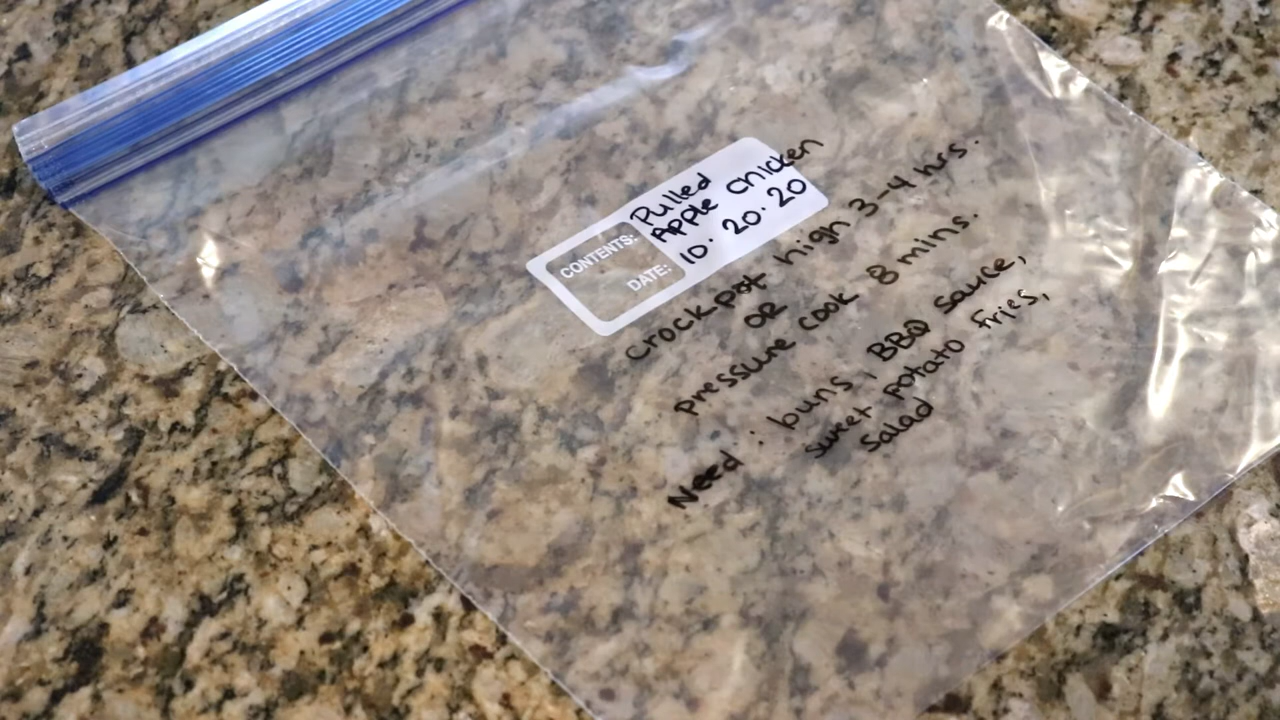 CONTENTS: Pulled
Apple Chicken
DATE: 10.20.20
crockpot high 3-4 hrs.
OR
pressure cook 8 mins.
Need: buns, BBQ sauce,
sweet potato fries,
salad